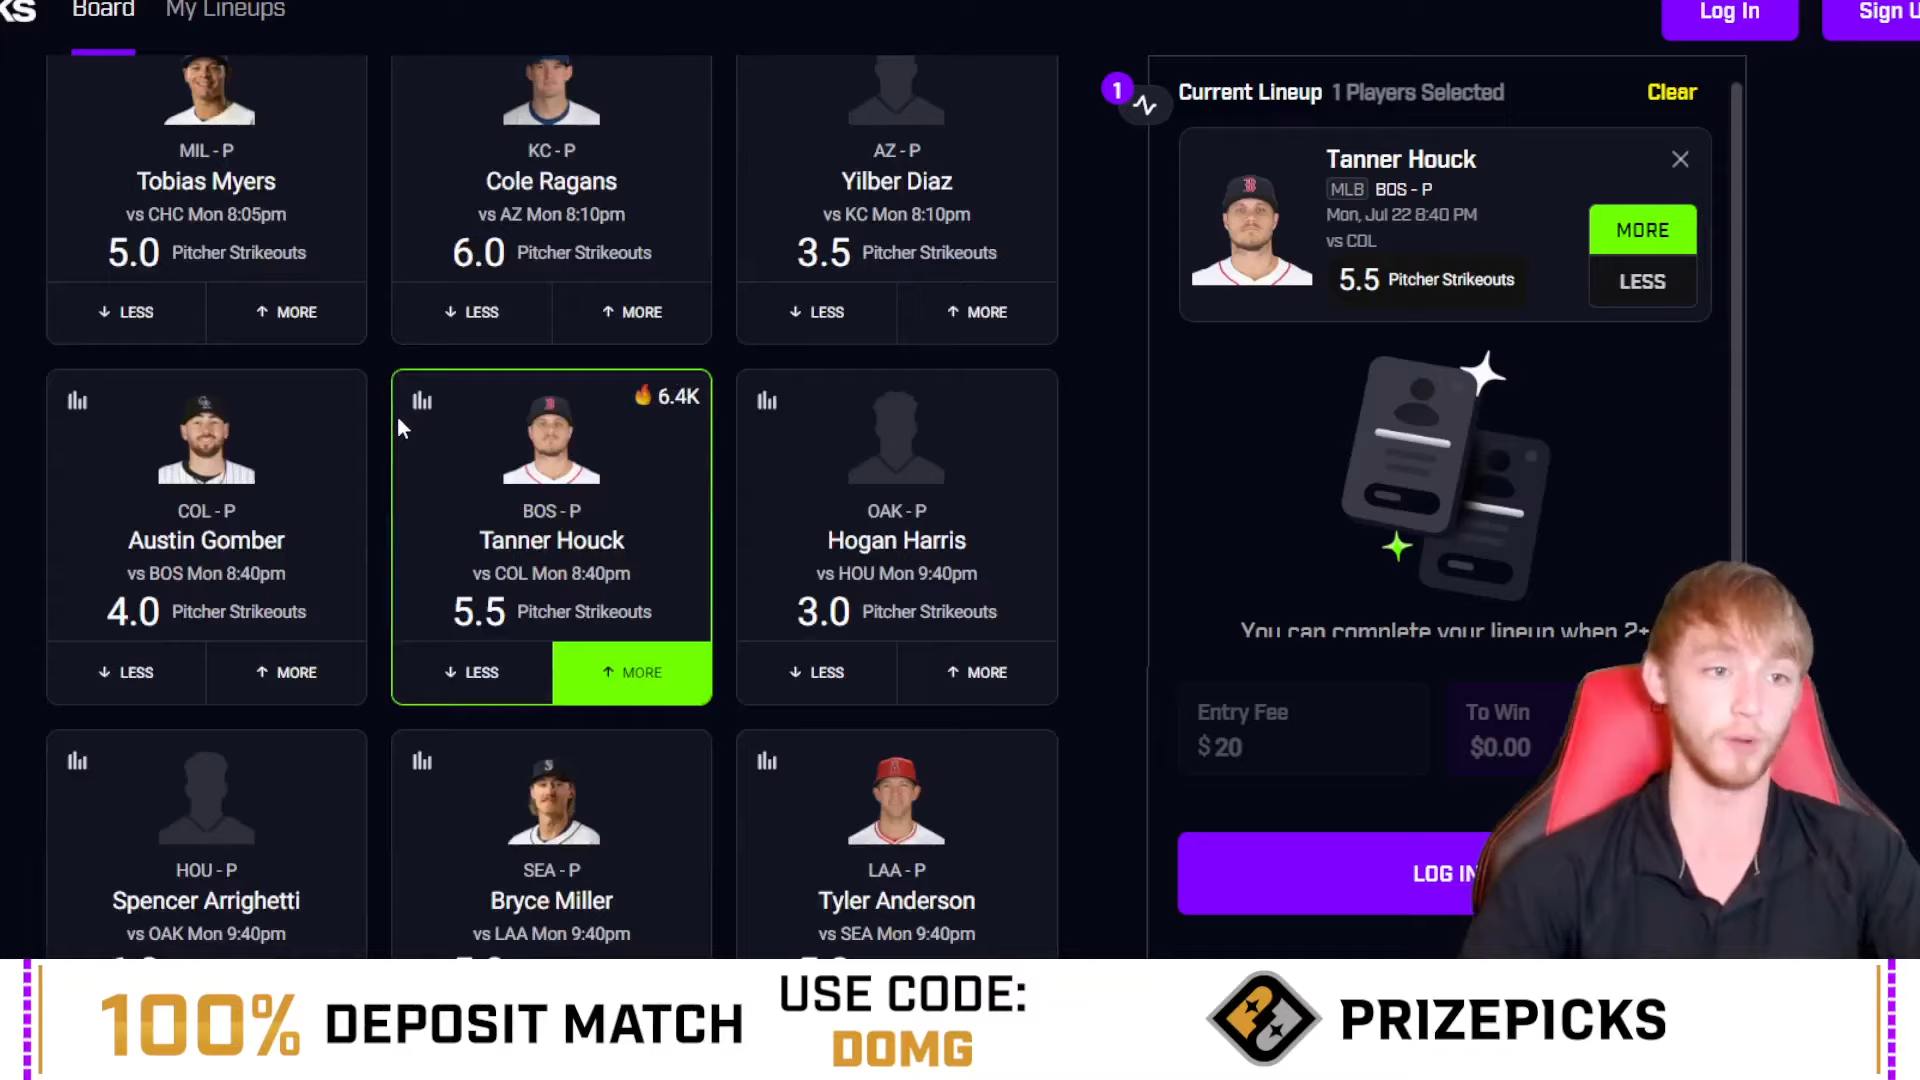 Board
My Lineups
Log In
MIL - P
Tobias Myers
vs CHC Mon 8:05pm
5.0 Pitcher Strikeouts
LESS
MORE
KC - P
Cole Ragans
vs AZ Mon 8:10pm
6.0 Pitcher Strikeouts
LESS
MORE
AZ - P
Yilber Diaz
vs KC Mon 8:10pm
3.5 Pitcher Strikeouts
LESS
MORE
COL - P
Austin Gomber
vs BOS Mon 8:40pm
4.0 Pitcher Strikeouts
LESS
MORE
6.4K
BOS - P
Tanner Houck
vs COL Mon 8:40pm
5.5 Pitcher Strikeouts
LESS
MORE
OAK - P
Hogan Harris
vs HOU Mon 9:40pm
3.0 Pitcher Strikeouts
LESS
MORE
HOU - P
Spencer Arrighetti
vs OAK Mon 9:40pm
SEA - P
Bryce Miller
vs LAA Mon 9:40pm
LAA - P
Tyler Anderson
vs SEA Mon 9:40pm
1
Current Lineup 1 Players Selected
Clear
Tanner Houck
MLB BOS - P
Mon, Jul 22 8:40 PM
vs COL
5.5 Pitcher Strikeouts
MORE
LESS
You can complete your lineup when 2+
Entry Fee
$ 20
To Win
$0.00
LOG IN
100% DEPOSIT MATCH
USE CODE:
DOMG
PRIZEPICKS